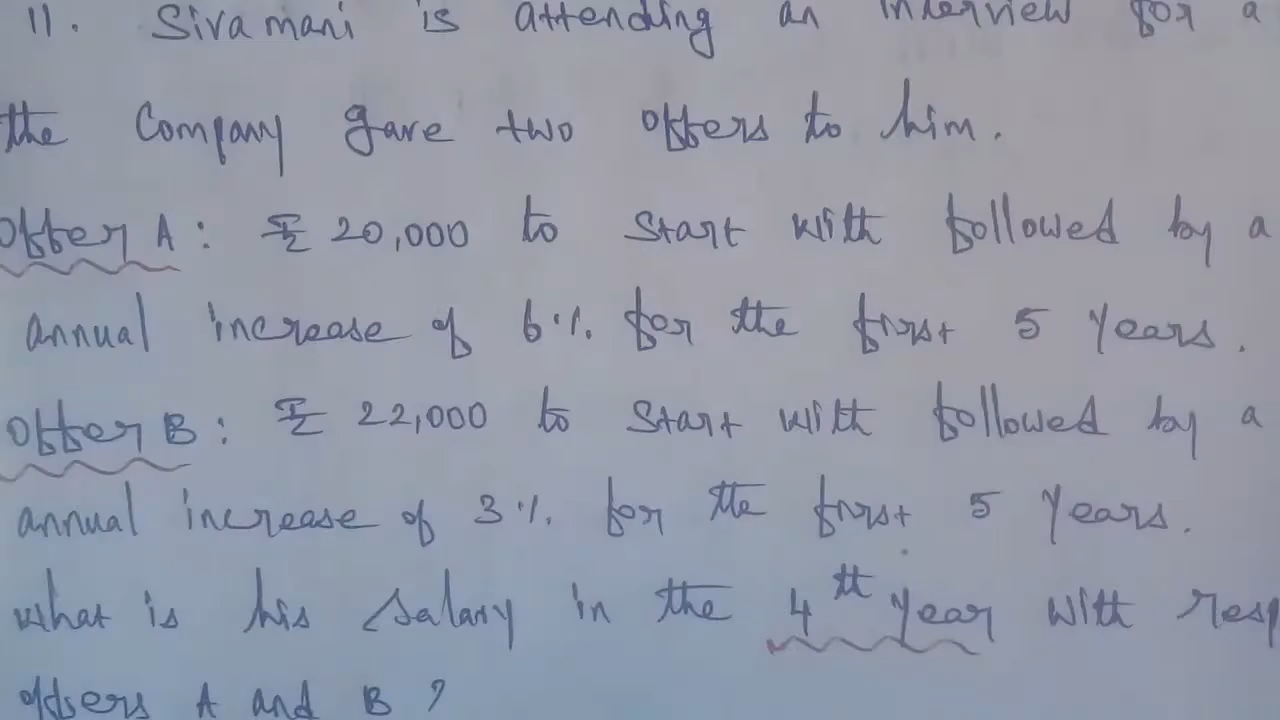 11. Sivamani is attending an interview for a
the Company gave two offers to him.
Offer A: ₹ 20,000 to start with followed by a
annual increase of 6% for the first 5 years.
Offer B: ₹ 22,000 to start with followed by a
annual increase of 3% for the first 5 years.
what is his salary in the 4th year with resp
offers A and B?